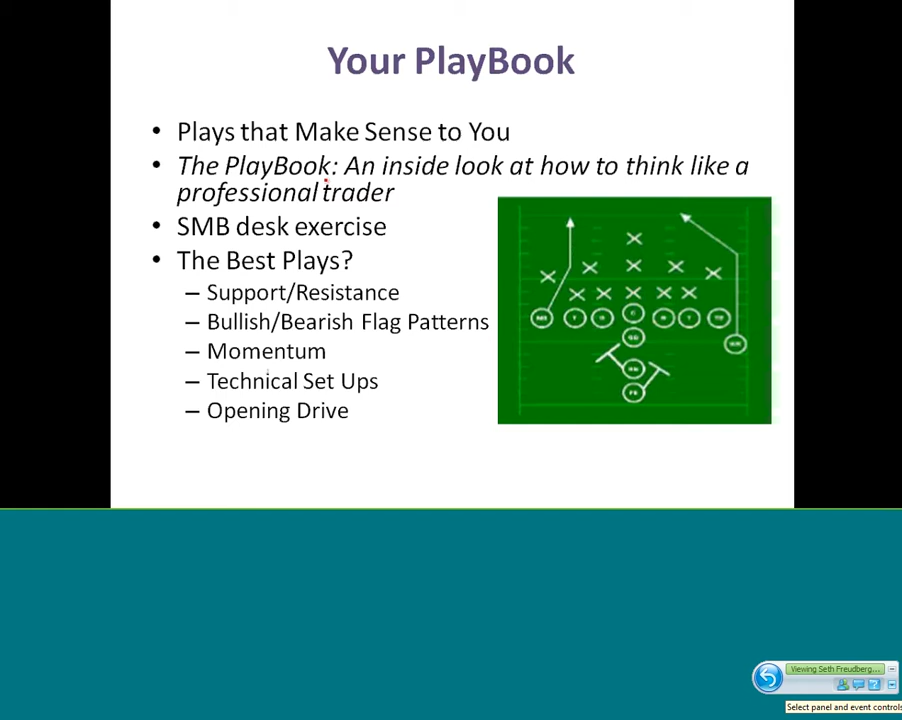 Your PlayBook
• Plays that Make Sense to You
• The PlayBook: An inside look at how to think like a
professional trader
• SMB desk exercise
• The Best Plays?
– Support/Resistance
– Bullish/Bearish Flag Patterns
– Momentum
– Technical Set Ups
– Opening Drive
Viewing Seth Freudberg...
Select panel and event controls